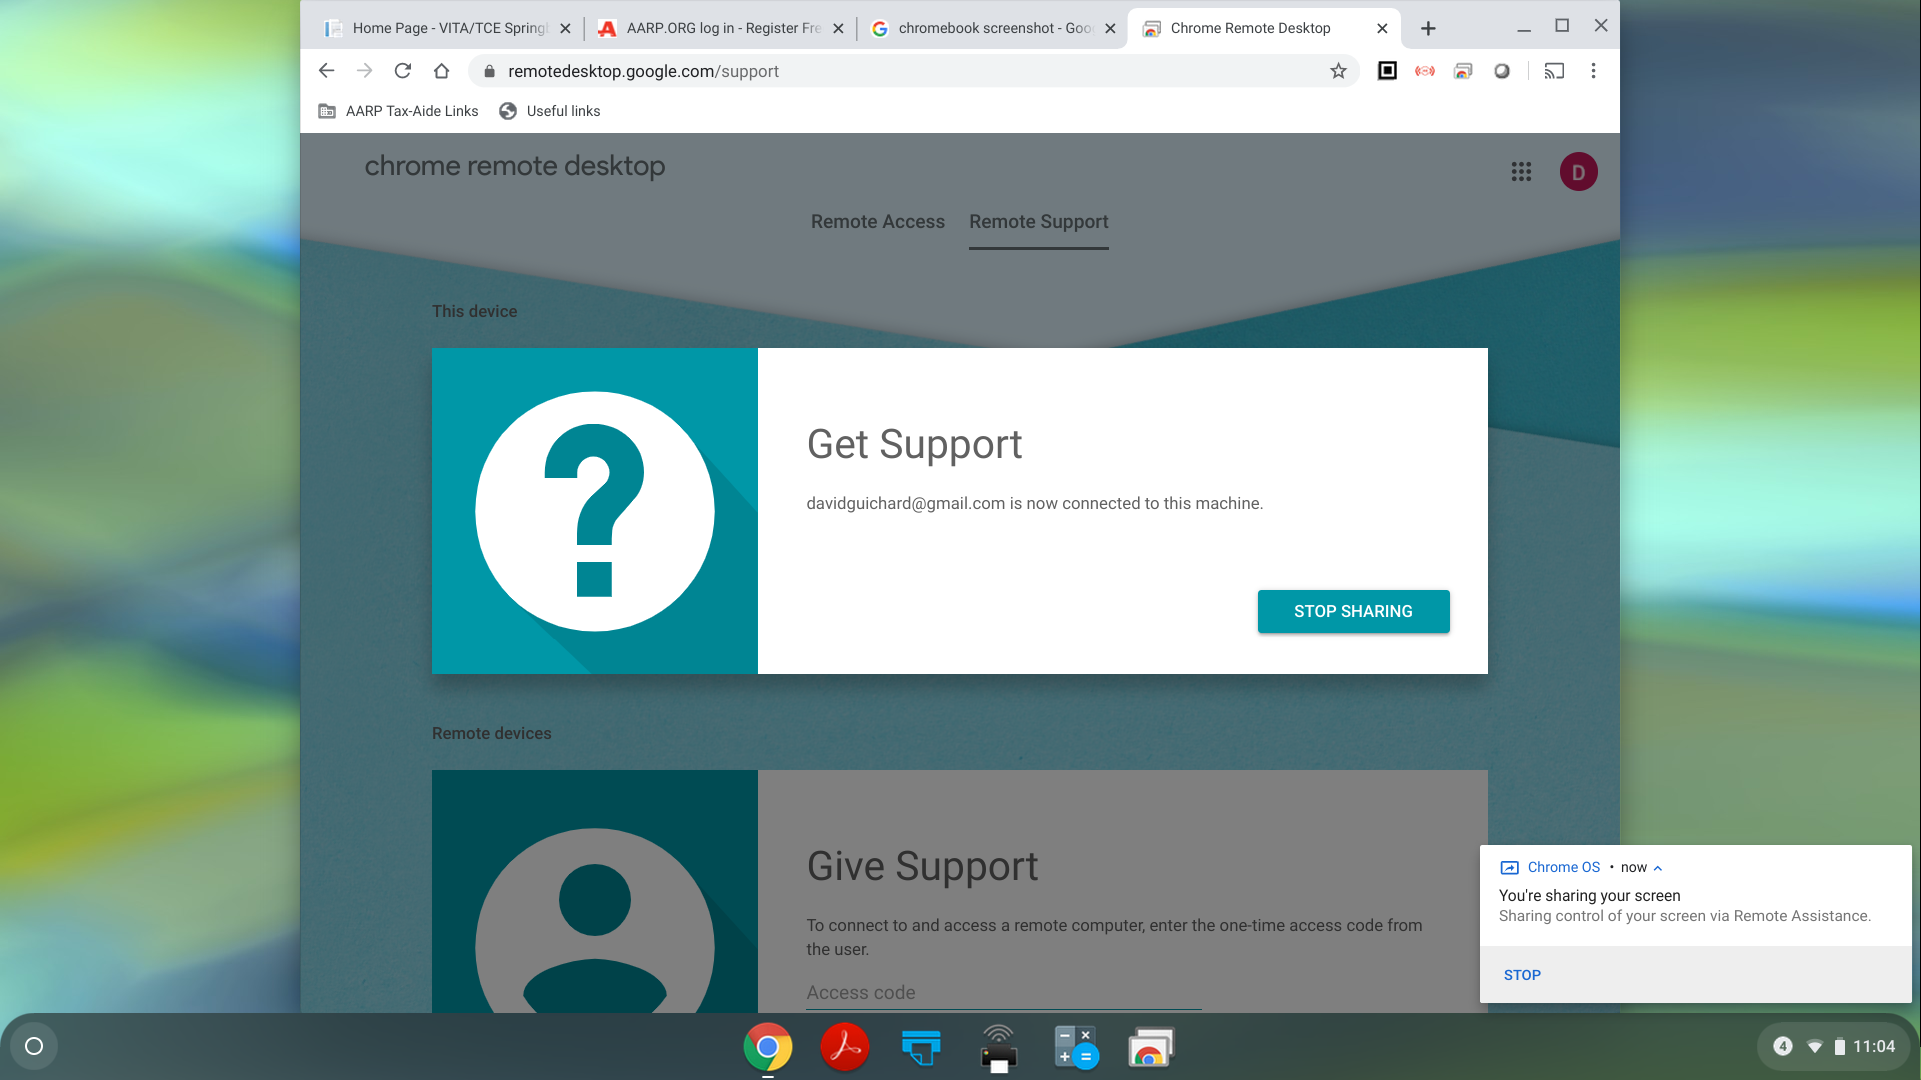 Home Page - VITA/TCE Springb
AARP.ORG log in - Register Fre
chromebook screenshot - Goog
Chrome Remote Desktop
remotedesktop.google.com/support
AARP Tax-Aide Links
Useful links
chrome remote desktop
D
Remote Access
Remote Support
This device
?
Get Support
davidguichard@gmail.com is now connected to this machine.
STOP SHARING
Remote devices
Give Support
To connect to and access a remote computer, enter the one-time access code from
the user.
Access code
Chrome OS • now
You're sharing your screen
Sharing control of your screen via Remote Assistance.
STOP
4
11:04